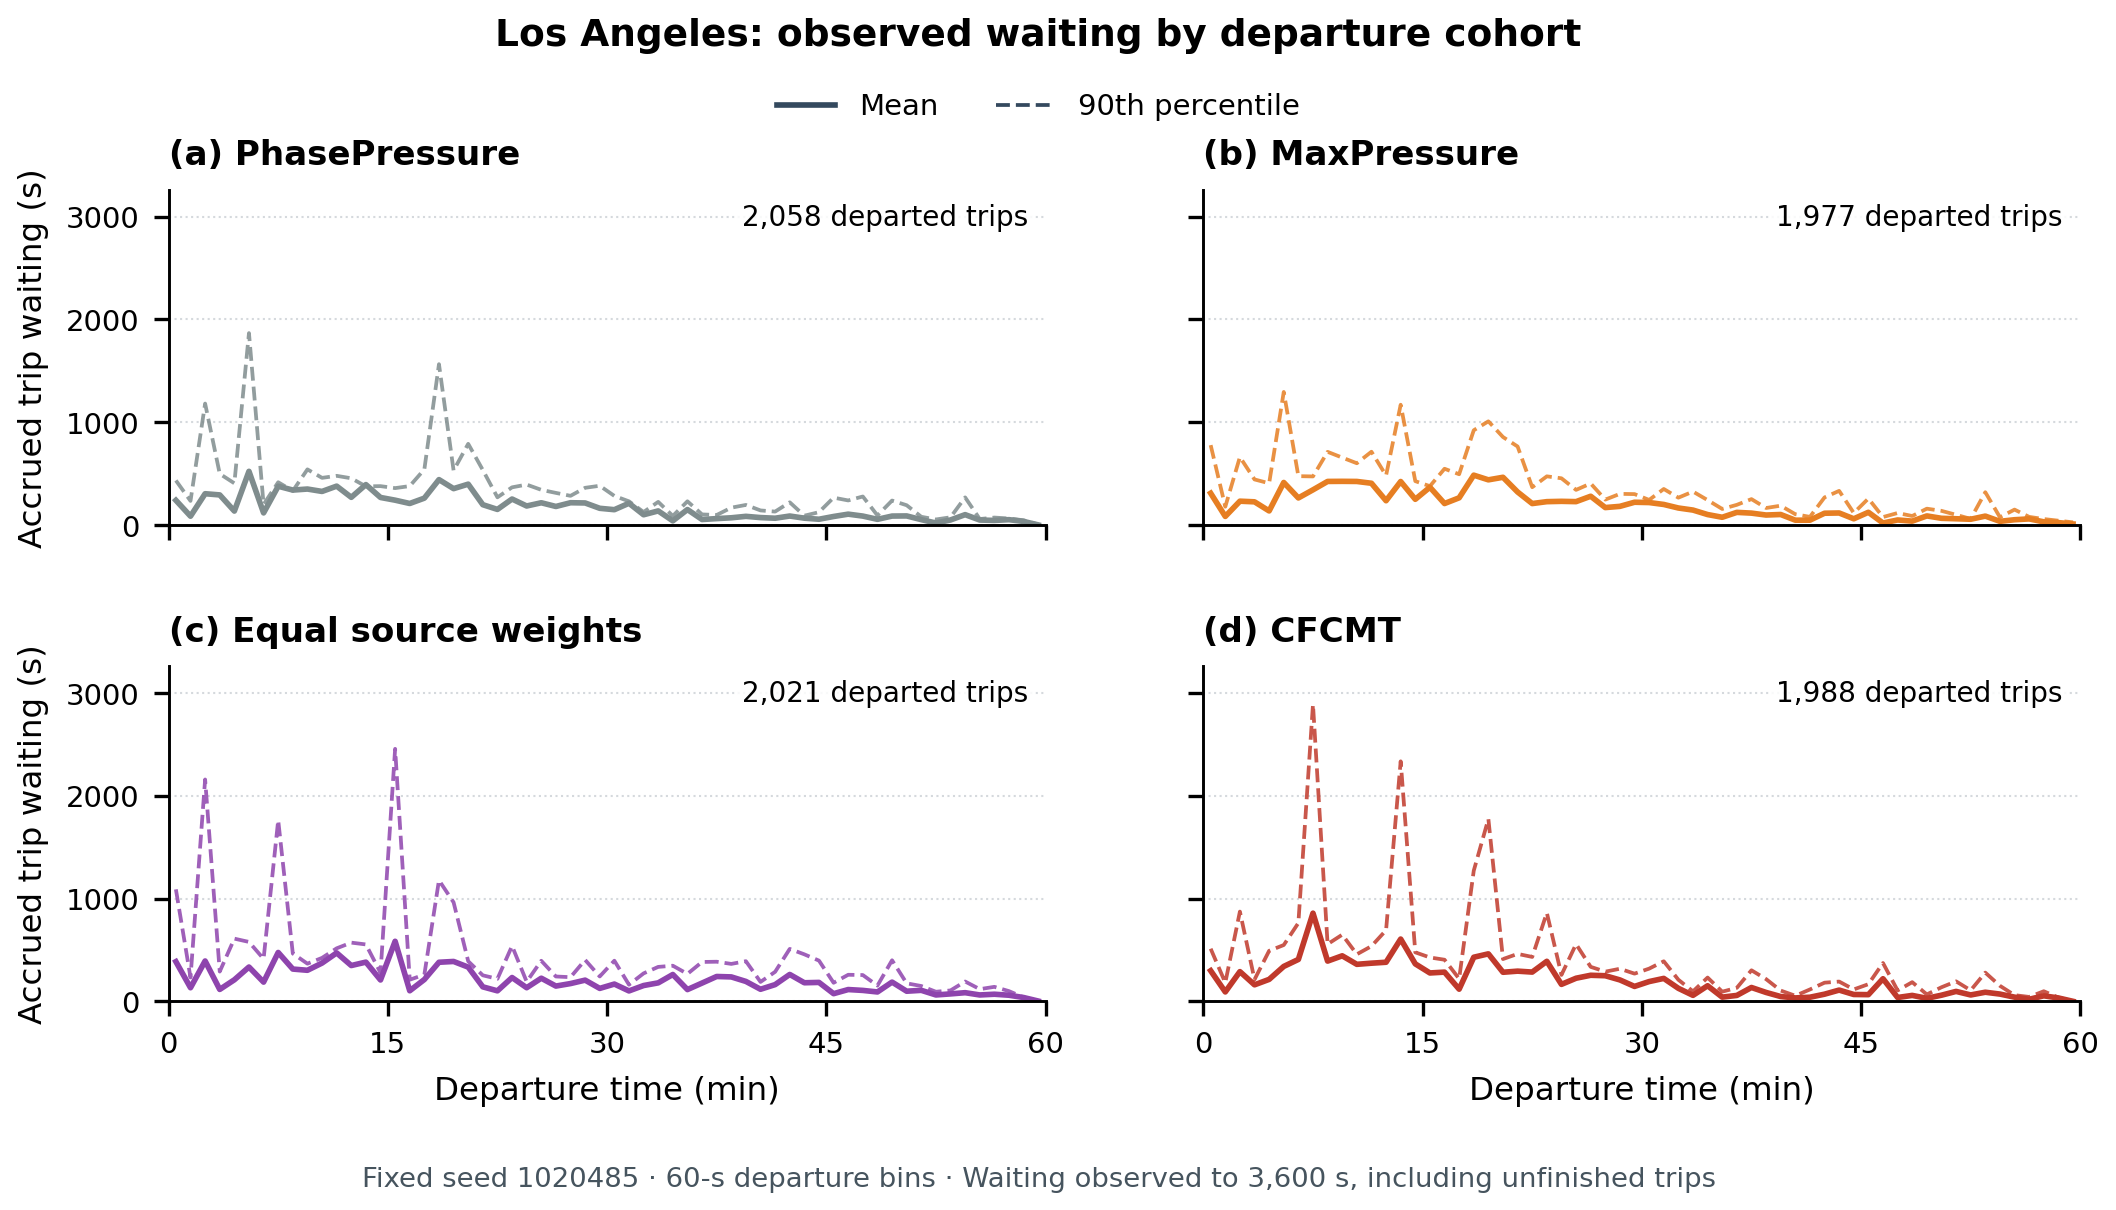 Los Angeles: observed waiting by departure cohort
Mean
90th percentile
(a) PhasePressure
Accrued trip waiting (s)
3000
2000
1000
0
2,058 departed trips
(b) MaxPressure
1,977 departed trips
(c) Equal source weights
Accrued trip waiting (s)
3000
2000
1000
0
2,021 departed trips
0
15
30
45
60
Departure time (min)
(d) CFCMT
1,988 departed trips
0
15
30
45
60
Departure time (min)
Fixed seed 1020485 · 60-s departure bins · Waiting observed to 3,600 s, including unfinished trips